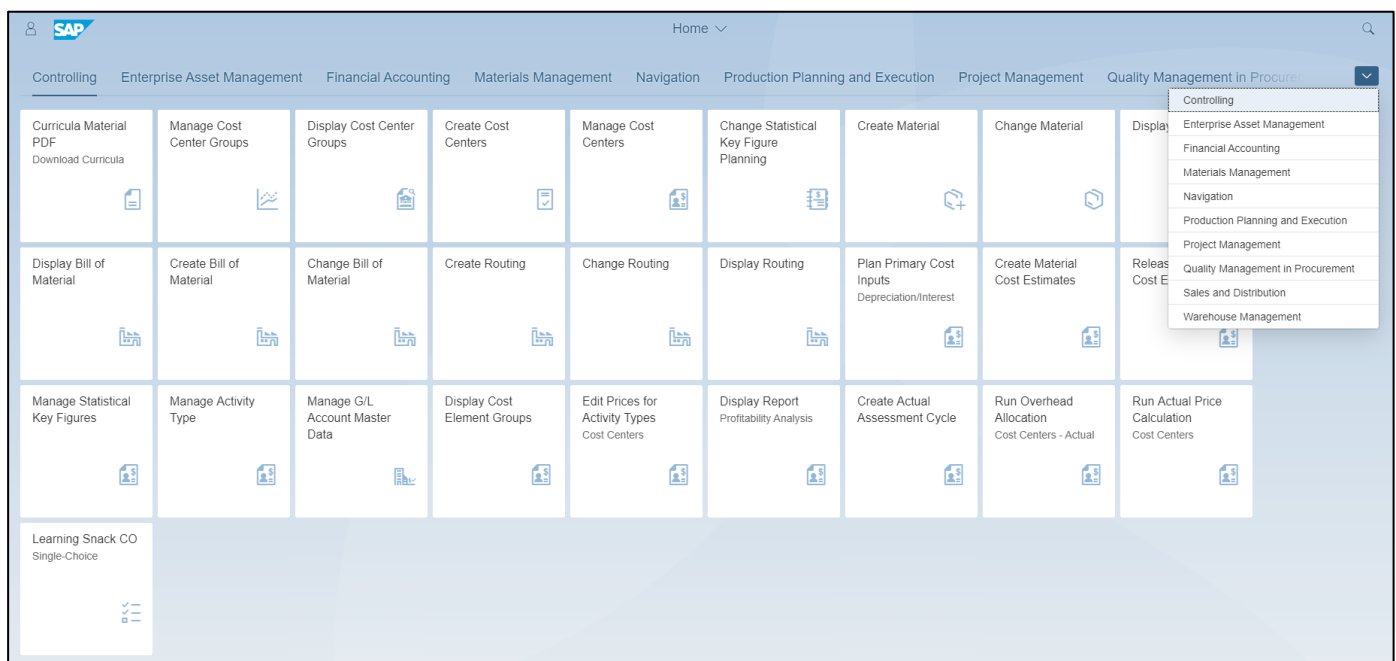 SAP
Home
Controlling
Enterprise Asset Management
Financial Accounting
Materials Management
Navigation
Production Planning and Execution
Project Management
Quality Management in
Controlling
Enterprise Asset Management
Financial Accounting
Materials Management
Navigation
Production Planning and Execution
Project Management
Quality Management in Procurement
Sales and Distribution
Warehouse Management
Curricula Material
PDF
Download Curricula
Manage Cost
Center Groups
Display Cost Center
Groups
Create Cost
Centers
Manage Cost
Centers
Change Statistical
Key Figure
Planning
Create Material
Change Material
Display
Display Bill of
Material
Create Bill of
Material
Change Bill of
Material
Create Routing
Change Routing
Display Routing
Plan Primary Cost
Inputs
Depreciation/Interest
Create Material
Cost Estimates
Releas
Cost E
Manage Statistical
Key Figures
Manage Activity
Type
Manage G/L
Account Master
Data
Display Cost
Element Groups
Edit Prices for
Activity Types
Cost Centers
Display Report
Profitability Analysis
Create Actual
Assessment Cycle
Run Overhead
Allocation
Cost Centers - Actual
Run Actual Price
Calculation
Cost Centers
Learning Snack CO
Single-Choice